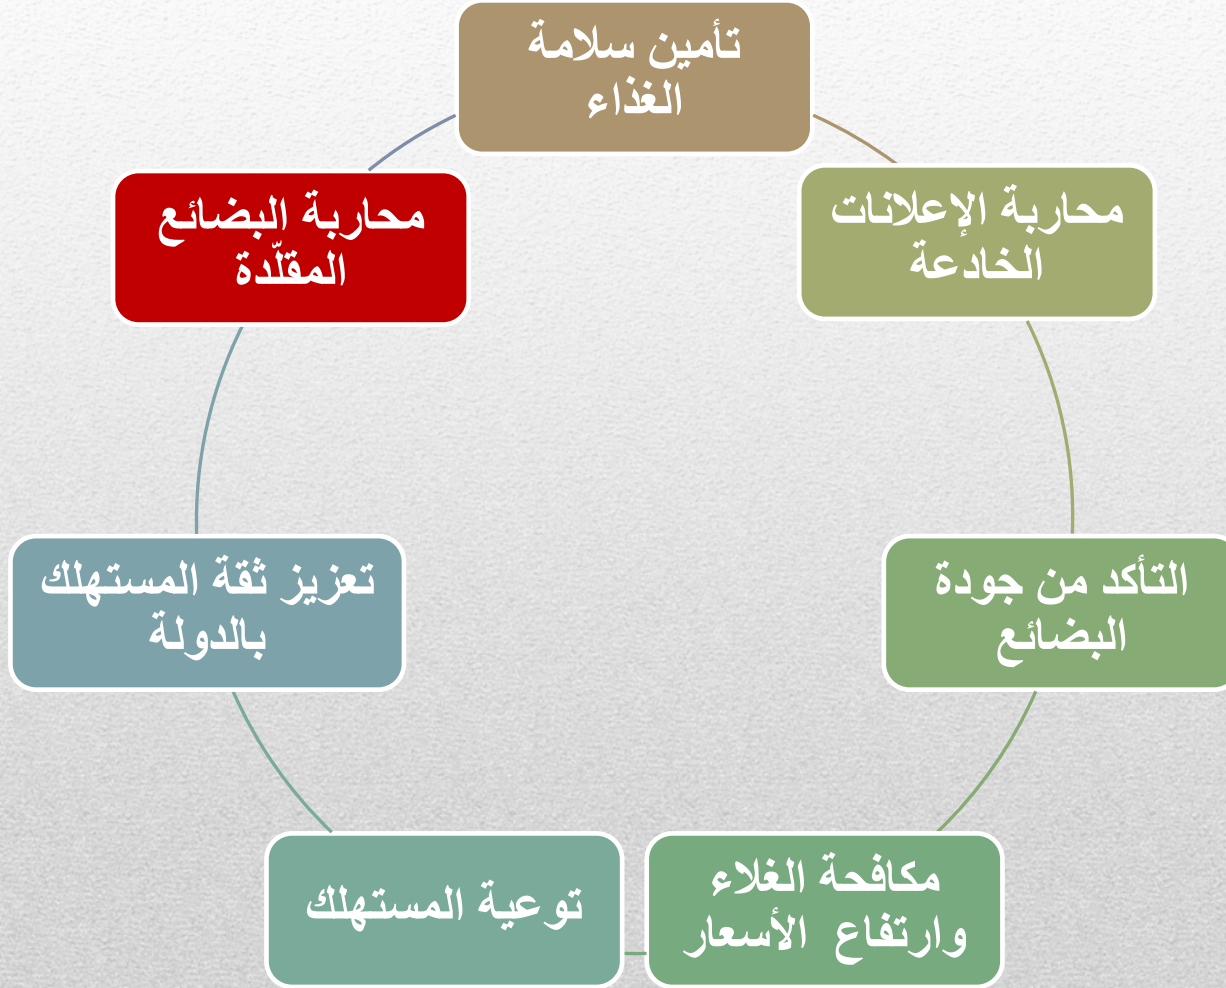 تأمين سلامة
الغذاء
محاربة الإعلانات
الخادعة
التأكد من جودة
البضائع
مكافحة الغلاء
وارتفاع الأسعار
توعية المستهلك
تعزيز ثقة المستهلك
بالدولة
محاربة البضائع
المقلّدة